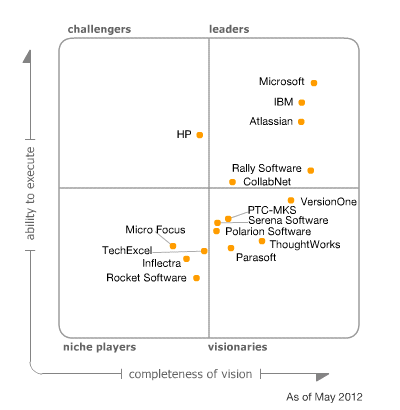 challengers
leaders
Microsoft
IBM
Atlassian
HP
Rally Software
CollabNet
VersionOne
PTC-MKS
Serena Software
Polarion Software
ThoughtWorks
Parasoft
Micro Focus
TechExcel
Inflectra
Rocket Software
niche players
visionaries
ability to execute
completeness of vision
As of May 2012